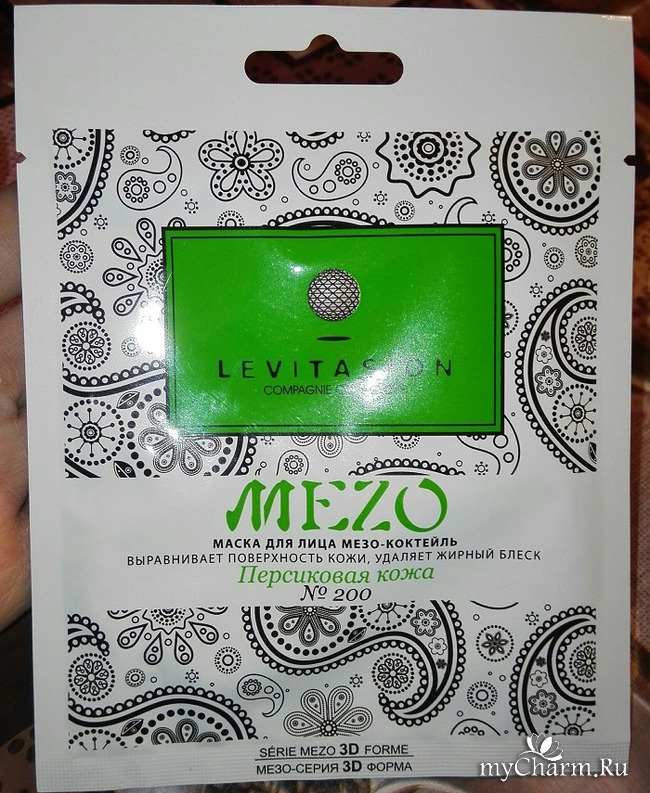 LEVITASION
COMPAGNIE
MEZO
МАСКА ДЛЯ ЛИЦА МЕЗО-КОКТЕЙЛЬ
ВЫРАВНИВАЕТ ПОВЕРХНОСТЬ КОЖИ, УДАЛЯЕТ ЖИРНЫЙ БЛЕСК
Персиковая кожа
№ 200
SÉRIE MEZO 3D FORME
МЕЗО-СЕРИЯ 3D ФОРМА
myCharm.Ru